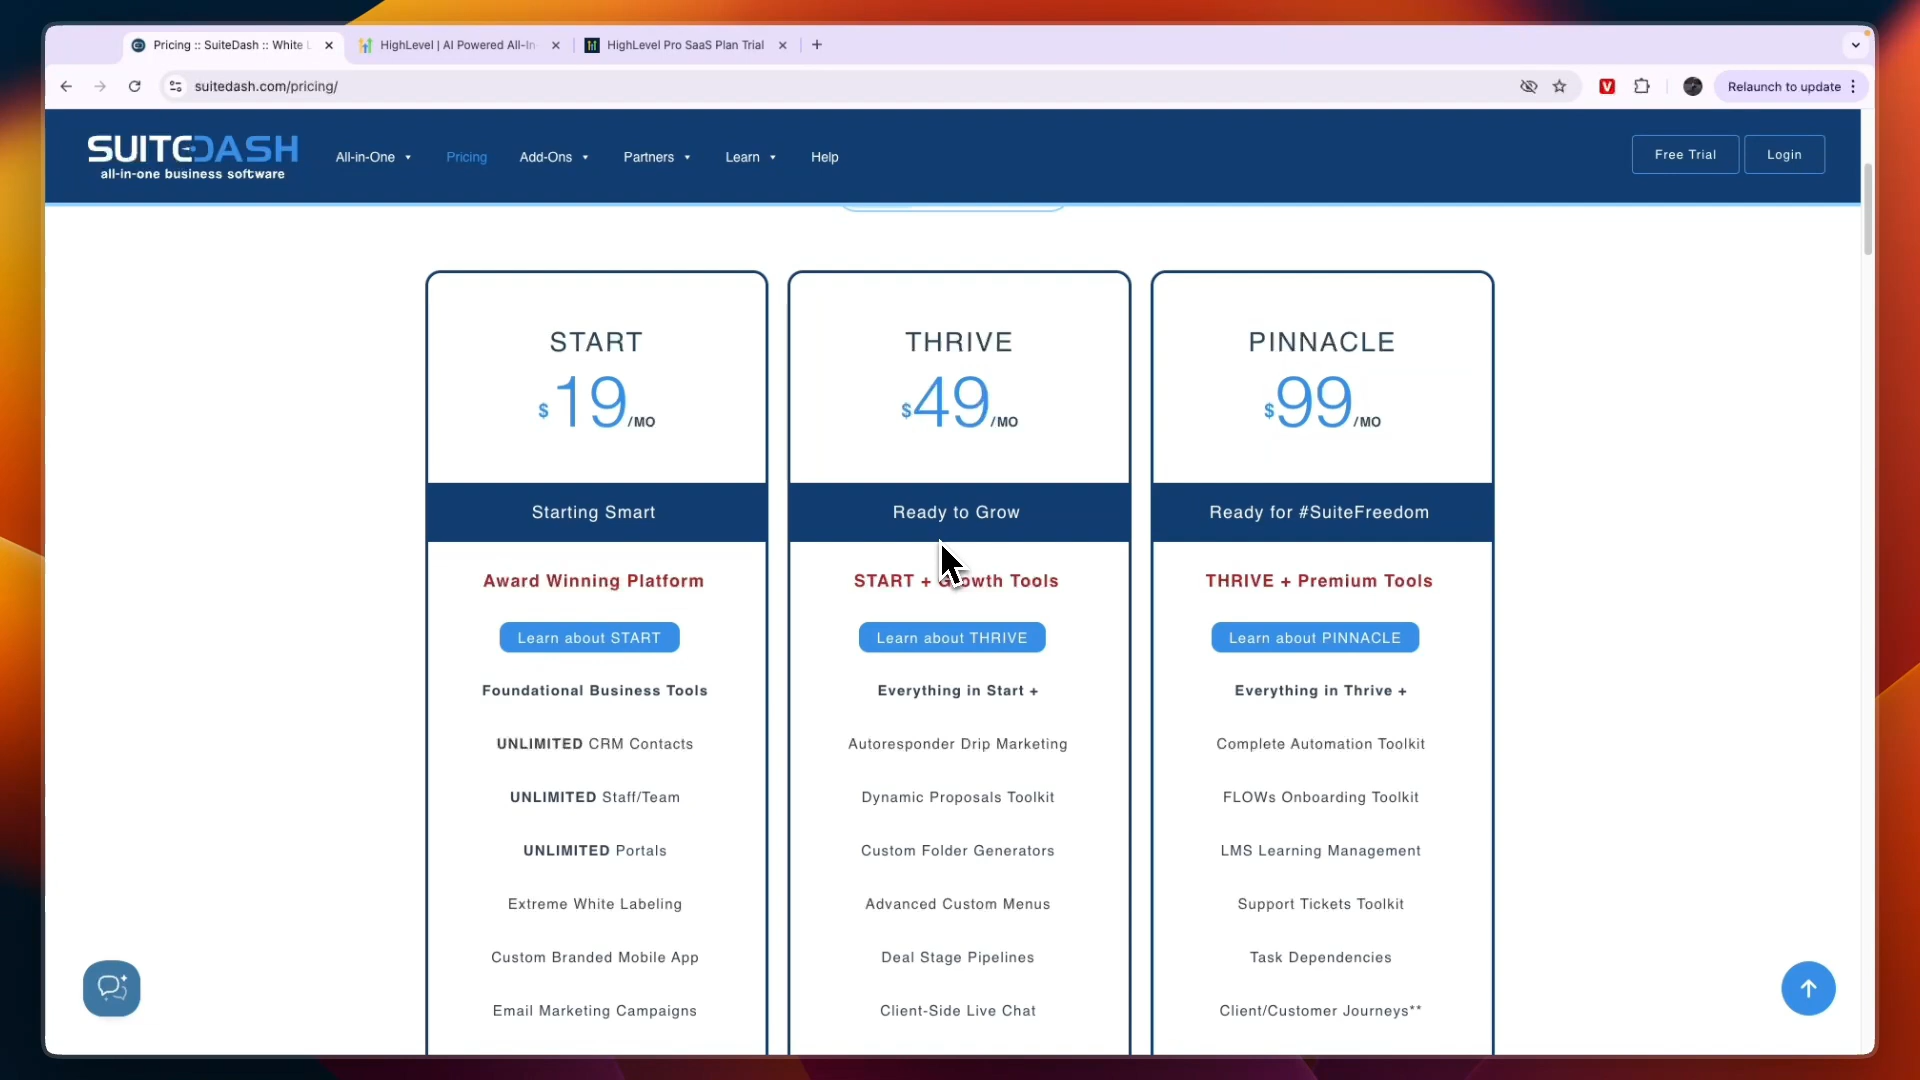 Pricing :: SuiteDash :: White L
HighLevel | AI Powered All-In-
HighLevel Pro SaaS Plan Trial
suitedash.com/pricing/
Relaunch to update
SUITEDASH
all-in-one business software
All-in-One
Pricing
Add-Ons
Partners
Learn
Help
Free Trial
Login
START
$19/MO
Starting Smart
Award Winning Platform
Learn about START
Foundational Business Tools
UNLIMITED CRM Contacts
UNLIMITED Staff/Team
UNLIMITED Portals
Extreme White Labeling
Custom Branded Mobile App
Email Marketing Campaigns
THRIVE
$49/MO
Ready to Grow
START + Growth Tools
Learn about THRIVE
Everything in Start +
Autoresponder Drip Marketing
Dynamic Proposals Toolkit
Custom Folder Generators
Advanced Custom Menus
Deal Stage Pipelines
Client-Side Live Chat
PINNACLE
$99/MO
Ready for #SuiteFreedom
THRIVE + Premium Tools
Learn about PINNACLE
Everything in Thrive +
Complete Automation Toolkit
FLOWs Onboarding Toolkit
LMS Learning Management
Support Tickets Toolkit
Task Dependencies
Client/Customer Journeys**